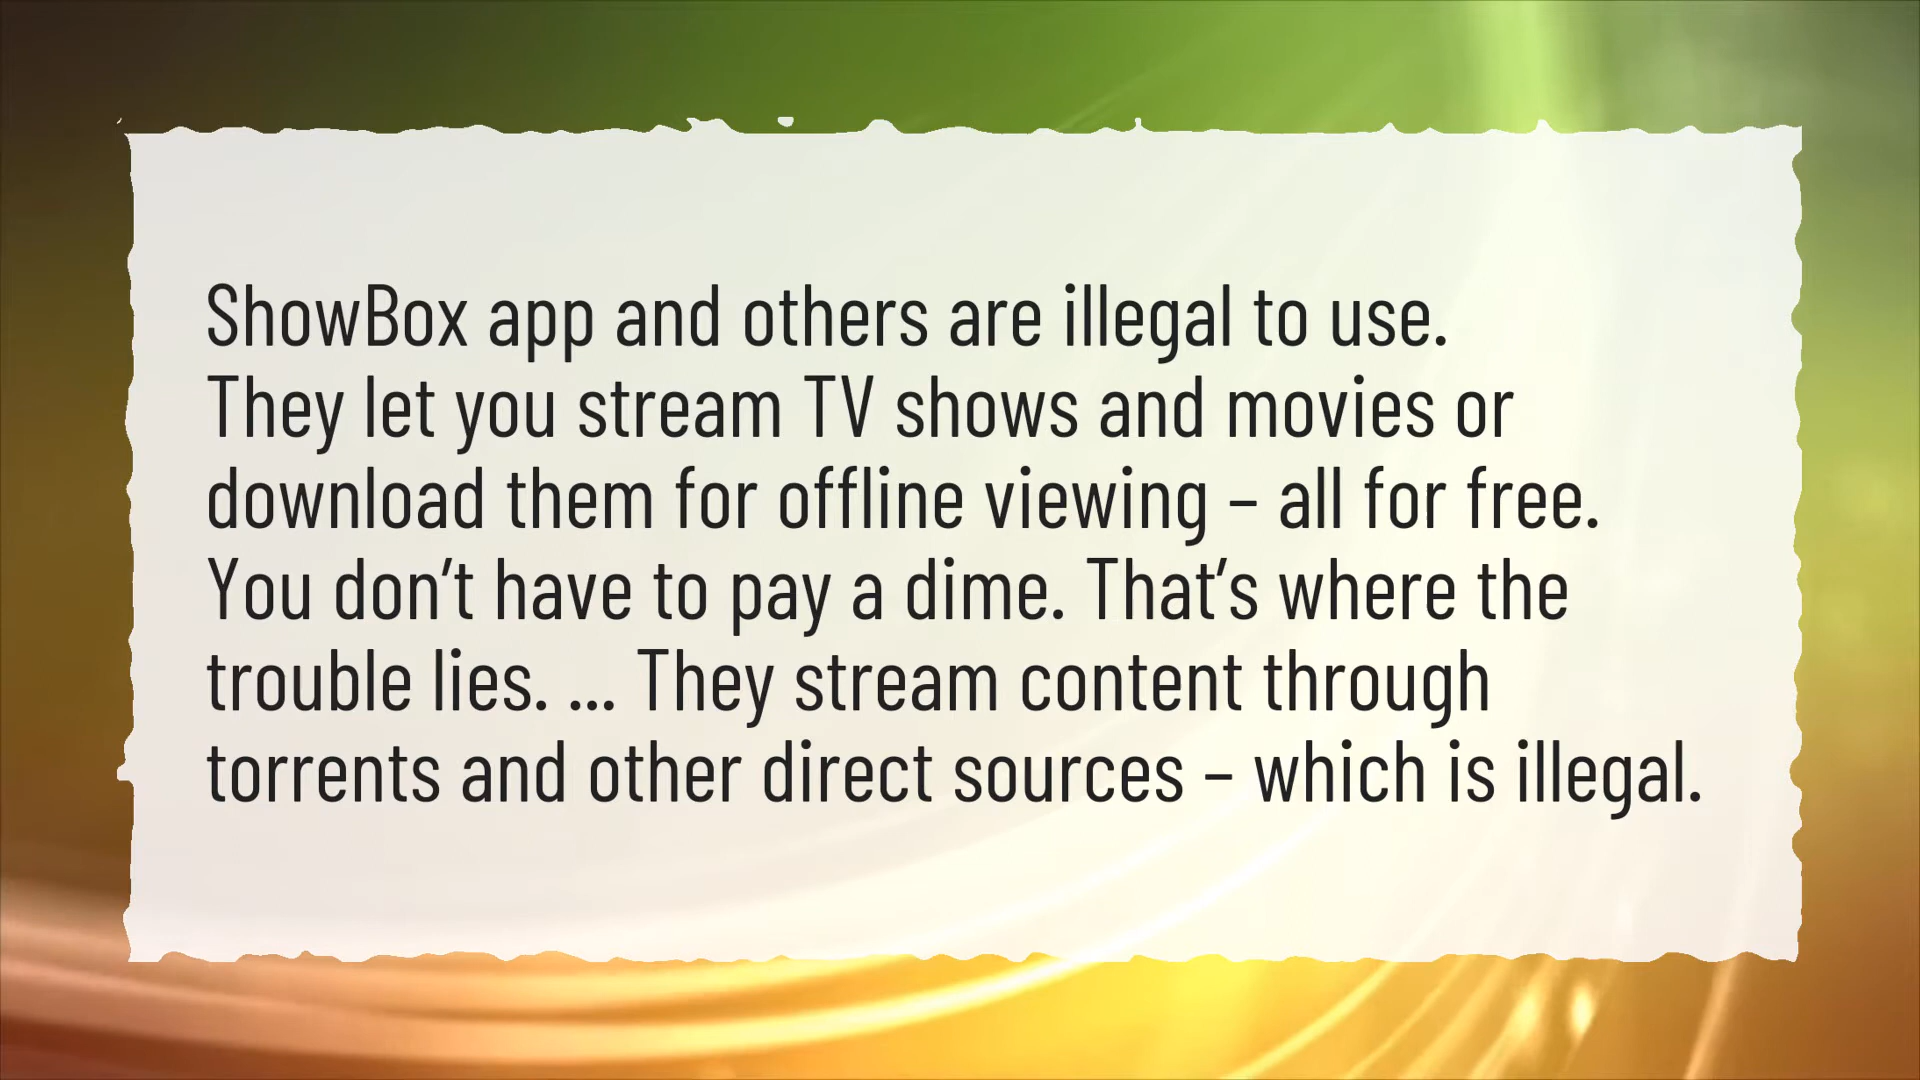 ShowBox app and others are illegal to use.
They let you stream TV shows and movies or
download them for offline viewing – all for free.
You don’t have to pay a dime. That’s where the
trouble lies. ... They stream content through
torrents and other direct sources – which is illegal.